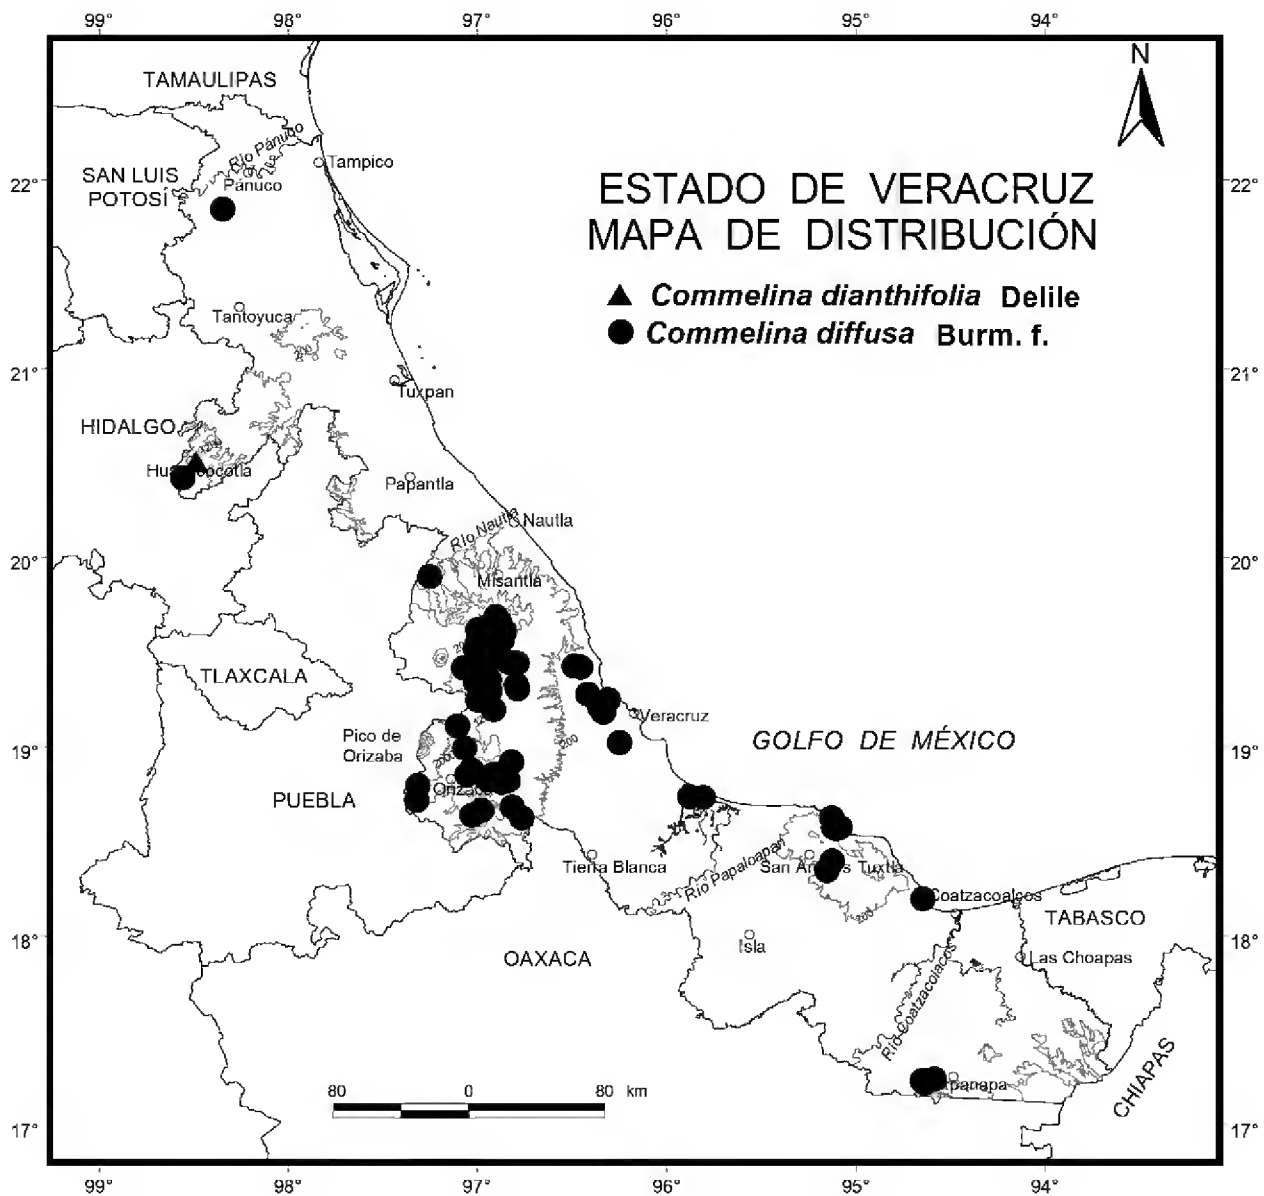 99° 98° 97° 96° 95° 94°
N
TAMAULIPAS
Río Pánuco
Tampico
SAN LUIS
POTOSÍ
Pánuco
22° 22°
ESTADO DE VERACRUZ
MAPA DE DISTRIBUCIÓN
Commelina dianthifolia Delile
Commelina diffusa Burm. f.
Tantoyuca
200
21° 21°
Tuxpan
HIDALGO
Papantla
Río Nautla
Nautla
20° 20°
Misantla
TLAXCALA
Veracruz
Pico de
Orizaba
GOLFO DE MÉXICO
200
19° 19°
PUEBLA
Tierra Blanca
Río Papaloapan
Tuxtla
Coatzacoalcos
200
TABASCO
18° 18°
Isla
OAXACA
Las Choapas
Río Coatzacoalcos
CHIAPAS
80 0 80 km
17° 17°
99° 98° 97° 96° 95° 94°